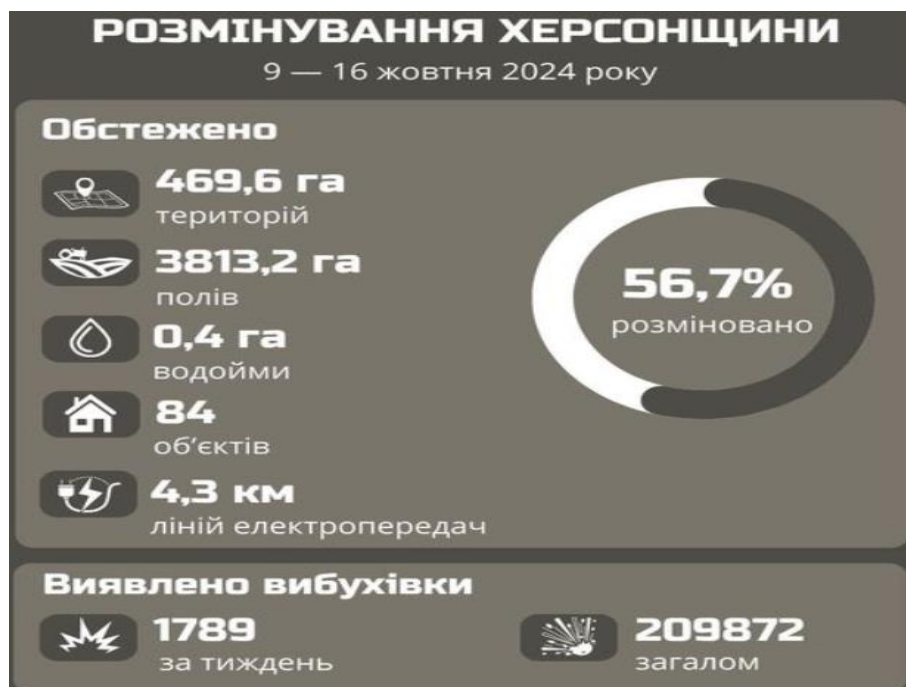 РОЗМІНУВАННЯ ХЕРСОНЩИНИ
9 — 16 жовтня 2024 року
Обстежено
469,6 га
територій
3813,2 га
полів
0,4 га
водойми
84
об’єктів
4,3 км
ліній електропередач
56,7%
розміновано
Виявлено вибухівки
1789
за тиждень
209872
загалом